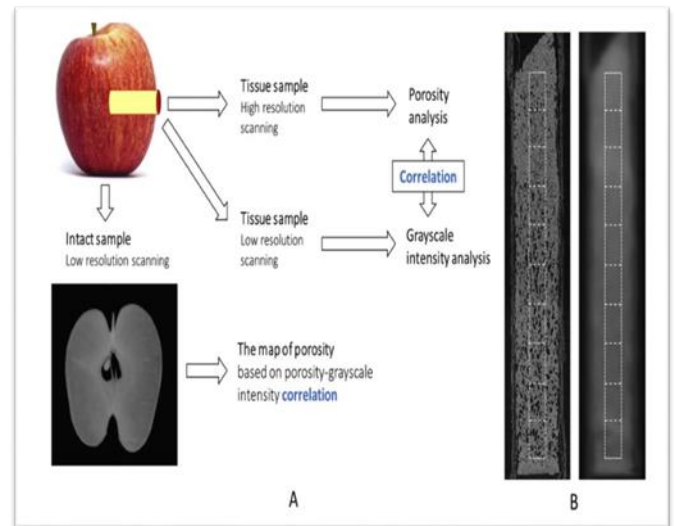 Tissue sample
High resolution
scanning
Porosity
analysis
Correlation
Tissue sample
Low resolution
scanning
Grayscale
intensity analysis
Intact sample
Low resolution scanning
The map of porosity
based on porosity-grayscale
intensity correlation
A
B